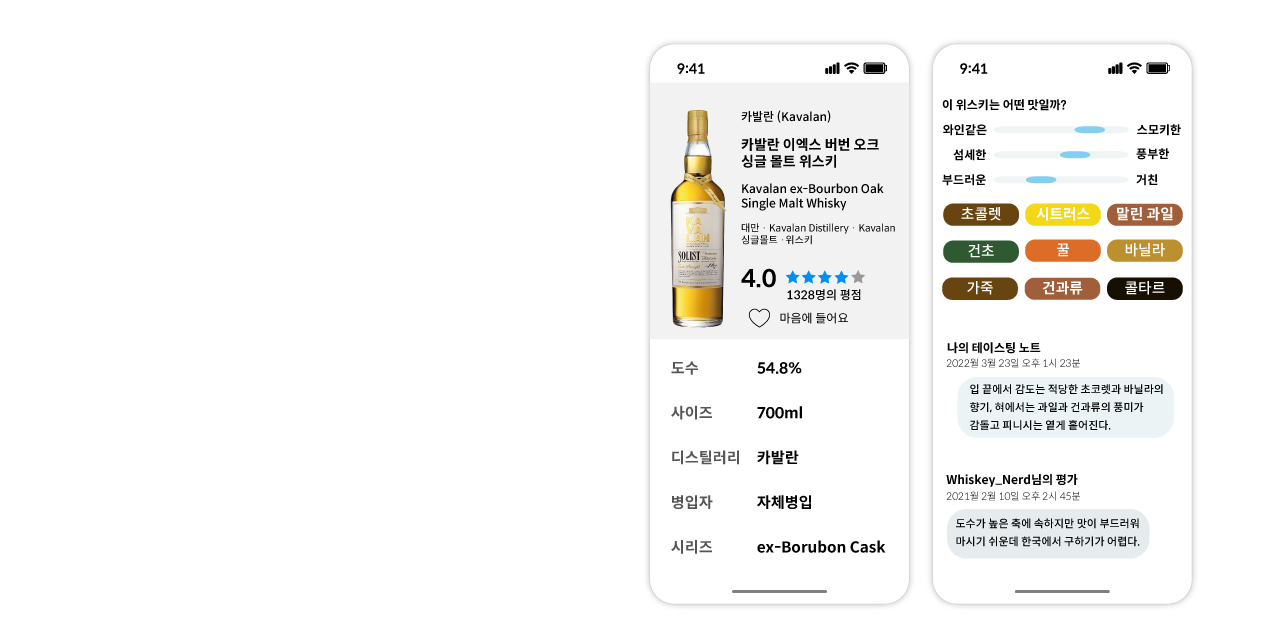 9:41
카발란 (Kavalan)
카발란 이엑스 버번 오크
싱글 몰트 위스키
Kavalan ex-Bourbon Oak
Single Malt Whisky
대만 · Kavalan Distillery · Kavalan
싱글몰트 · 위스키
KA
VA
LAN
SOLIST
4.0
1328명의 평점
마음에 들어요
도수 54.8%
사이즈 700ml
디스틸러리 카발란
병입자 자체병입
시리즈 ex-Borubon Cask
9:41
이 위스키는 어떤 맛일까?
와인같은 스모키한
섬세한 풍부한
부드러운 거친
초콜렛 시트러스 말린 과일
건초 꿀 바닐라
가죽 건과류 콜타르
나의 테이스팅 노트
2022월 3월 23일 오후 1시 23분
입 끝에서 감도는 적당한 초코렛과 바닐라의
향기, 혀에서는 과일과 건과류의 풍미가
감돌고 피니시는 옅게 흩어진다.
Whiskey_Nerd님의 평가
2021월 2월 10일 오후 2시 45분
도수가 높은 축에 속하지만 맛이 부드러워
마시기 쉬운데 한국에서 구하기가 어렵다.